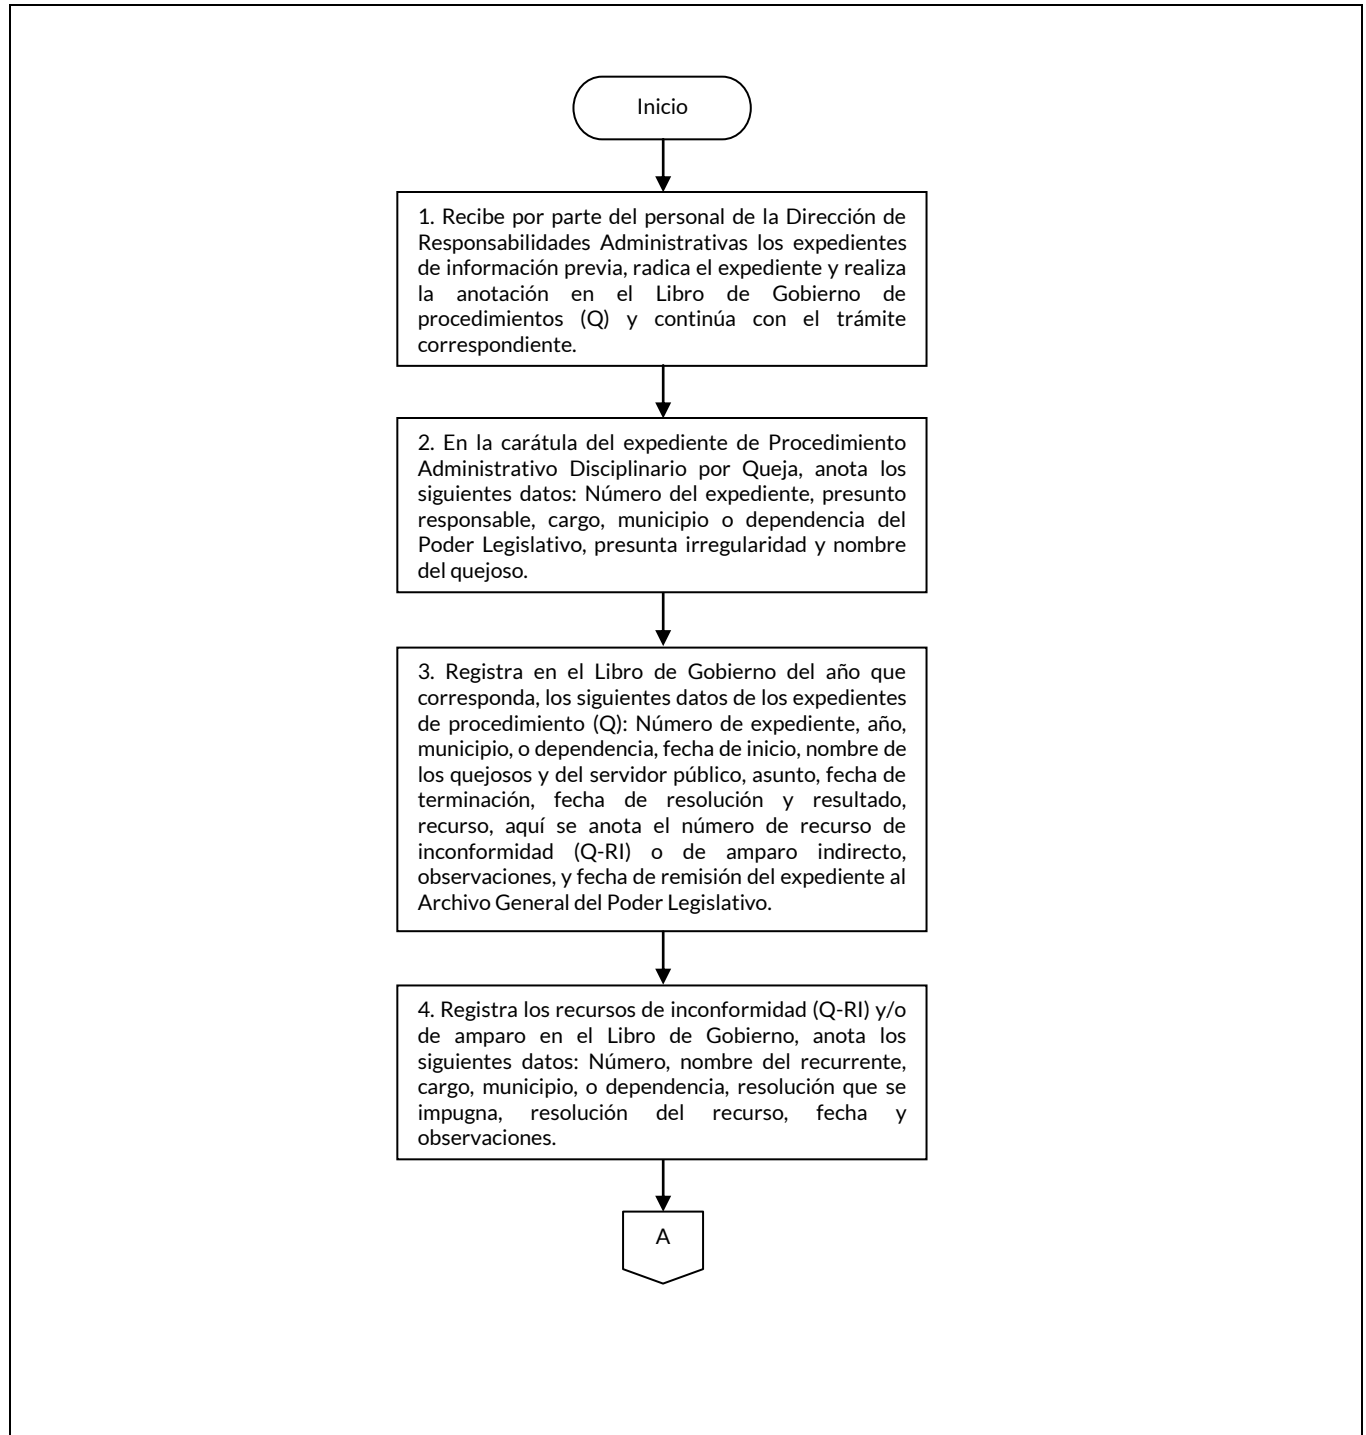 Inicio
1. Recibe por parte del personal de la Dirección de
Responsabilidades Administrativas los expedientes
de información previa, radica el expediente y realiza
la anotación en el Libro de Gobierno de
procedimientos (Q) y continúa con el trámite
correspondiente.
2. En la carátula del expediente de Procedimiento
Administrativo Disciplinario por Queja, anota los
siguientes datos: Número del expediente, presunto
responsable, cargo, municipio o dependencia del
Poder Legislativo, presunta irregularidad y nombre
del quejoso.
3. Registra en el Libro de Gobierno del año que
corresponda, los siguientes datos de los expedientes
de procedimiento (Q): Número de expediente, año,
municipio, o dependencia, fecha de inicio, nombre de
los quejosos y del servidor público, asunto, fecha de
terminación, fecha de resolución y resultado,
recurso, aquí se anota el número de recurso de
inconformidad (Q-RI) o de amparo indirecto,
observaciones, y fecha de remisión del expediente al
Archivo General del Poder Legislativo.
4. Registra los recursos de inconformidad (Q-RI) y/o
de amparo en el Libro de Gobierno, anota los
siguientes datos: Número, nombre del recurrente,
cargo, municipio, o dependencia, resolución que se
impugna, resolución del recurso, fecha y
observaciones.
A